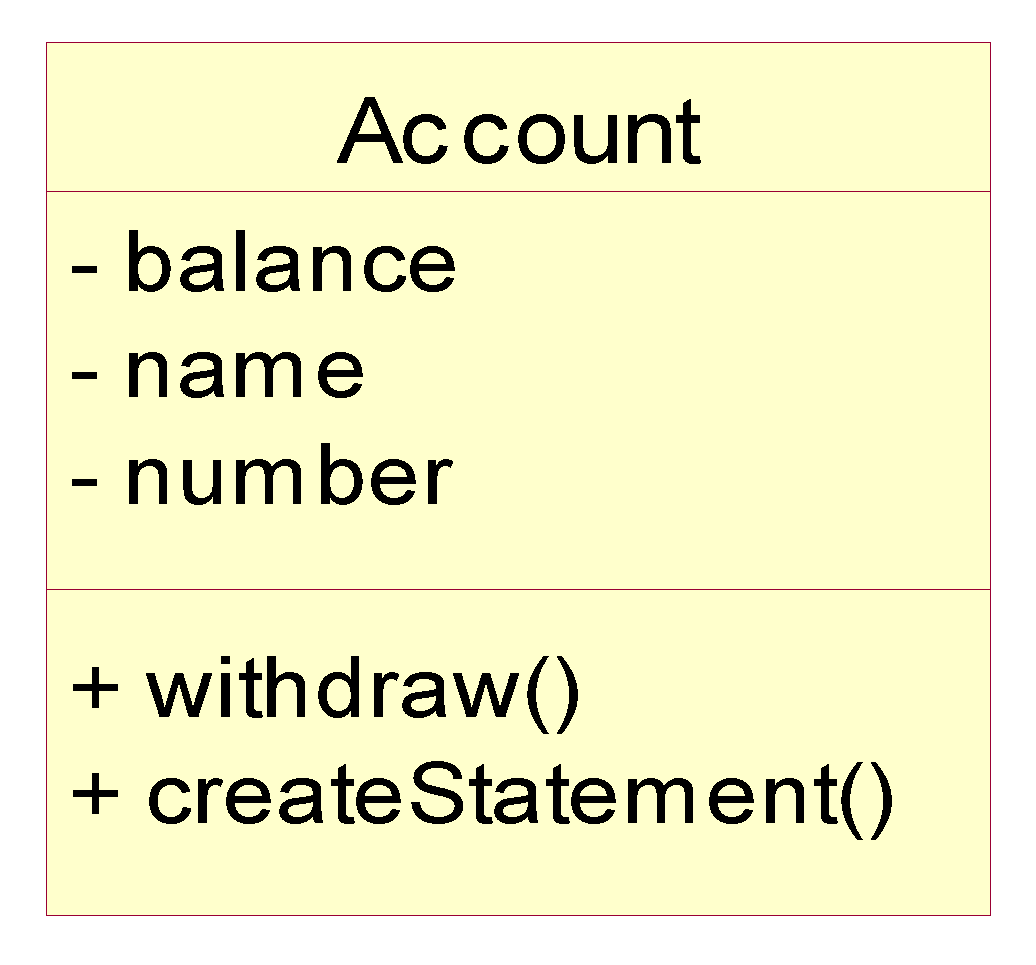 Account
- balance
- name
- number
+ withdraw()
+ createStatement()